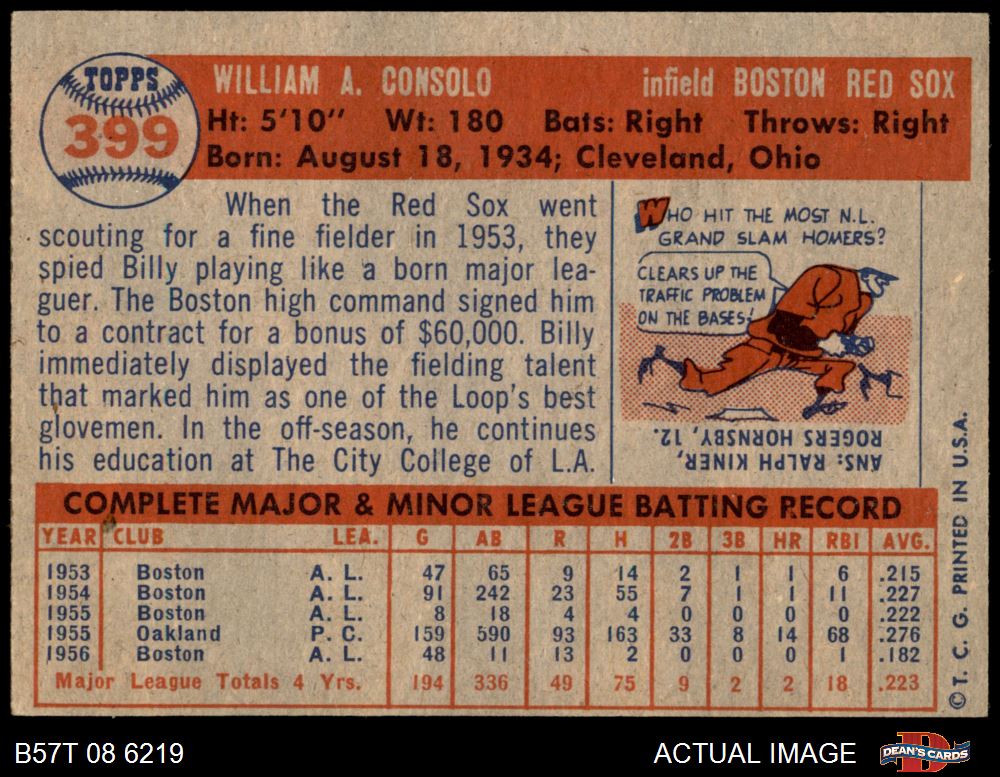 TOPPS
399
WILLIAM A. CONSOLO infield BOSTON RED SOX
Ht: 5'10" Wt: 180 Bats: Right Throws: Right
Born: August 18, 1934; Cleveland, Ohio
When the Red Sox went
scouting for a fine fielder in 1953, they
spied Billy playing like a born major lea-
guer. The Boston high command signed him
to a contract for a bonus of $60,000. Billy
immediately displayed the fielding talent
that marked him as one of the Loop's best
glovemen. In the off-season, he continues
his education at The City College of L.A.
WHO HIT THE MOST N.L.
GRAND SLAM HOMERS?
CLEARS UP THE
TRAFFIC PROBLEM
ON THE BASES!
ANS: RALPH KINER,
ROGERS HORNSBY, 12.
COMPLETE MAJOR & MINOR LEAGUE BATTING RECORD
YEAR CLUB LEA. G AB R H 2B 3B HR RBI AVG.
1953 Boston A. L. 47 65 9 14 2 1 1 6 .215
1954 Boston A. L. 91 242 23 55 7 1 1 11 .227
1955 Boston A. L. 8 18 4 4 0 0 0 0 .222
1955 Oakland P. C. 159 590 93 163 33 8 14 68 .276
1956 Boston A. L. 48 11 13 2 0 0 0 1 .182
Major League Totals 4 Yrs. 194 336 49 75 9 2 2 18 .223
©T. C. G. PRINTED IN U.S.A.
B57T 08 6219 ACTUAL IMAGE DEAN'S CARDS